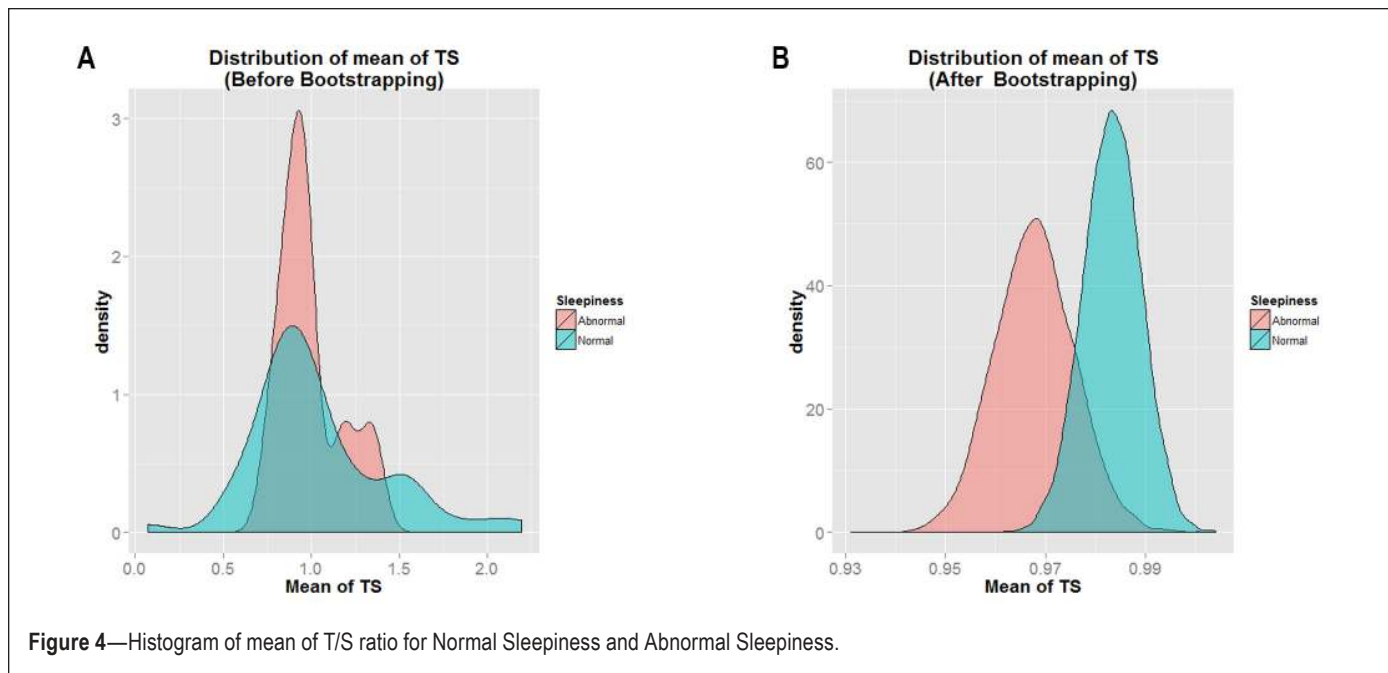 A
Distribution of mean of TS
(Before Bootstrapping)
3
2
1
0
density
0.0 0.5 1.0 1.5 2.0
Mean of TS
Sleepiness
Abnormal
Normal
B
Distribution of mean of TS
(After Bootstrapping)
60
40
20
0
density
0.93 0.95 0.97 0.99
Mean of TS
Sleepiness
Abnormal
Normal
Figure 4—Histogram of mean of T/S ratio for Normal Sleepiness and Abnormal Sleepiness.